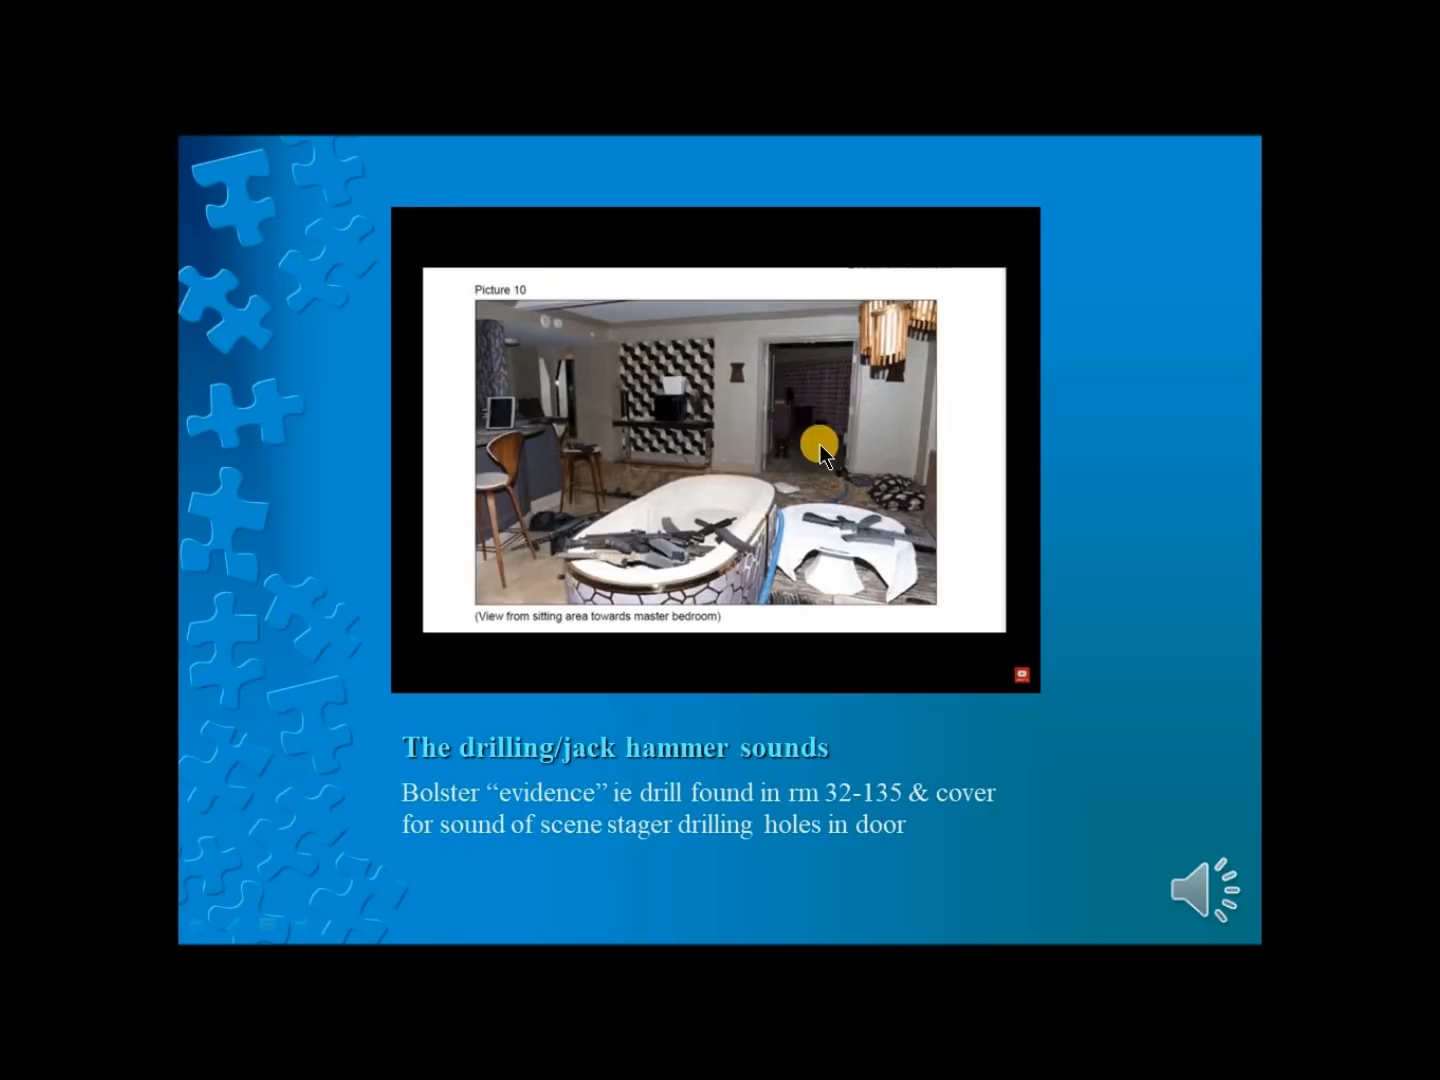 Picture 10
(View from sitting area towards master bedroom)
The drilling/jack hammer sounds
Bolster “evidence” ie drill found in rm 32-135 & cover
for sound of scene stager drilling holes in door